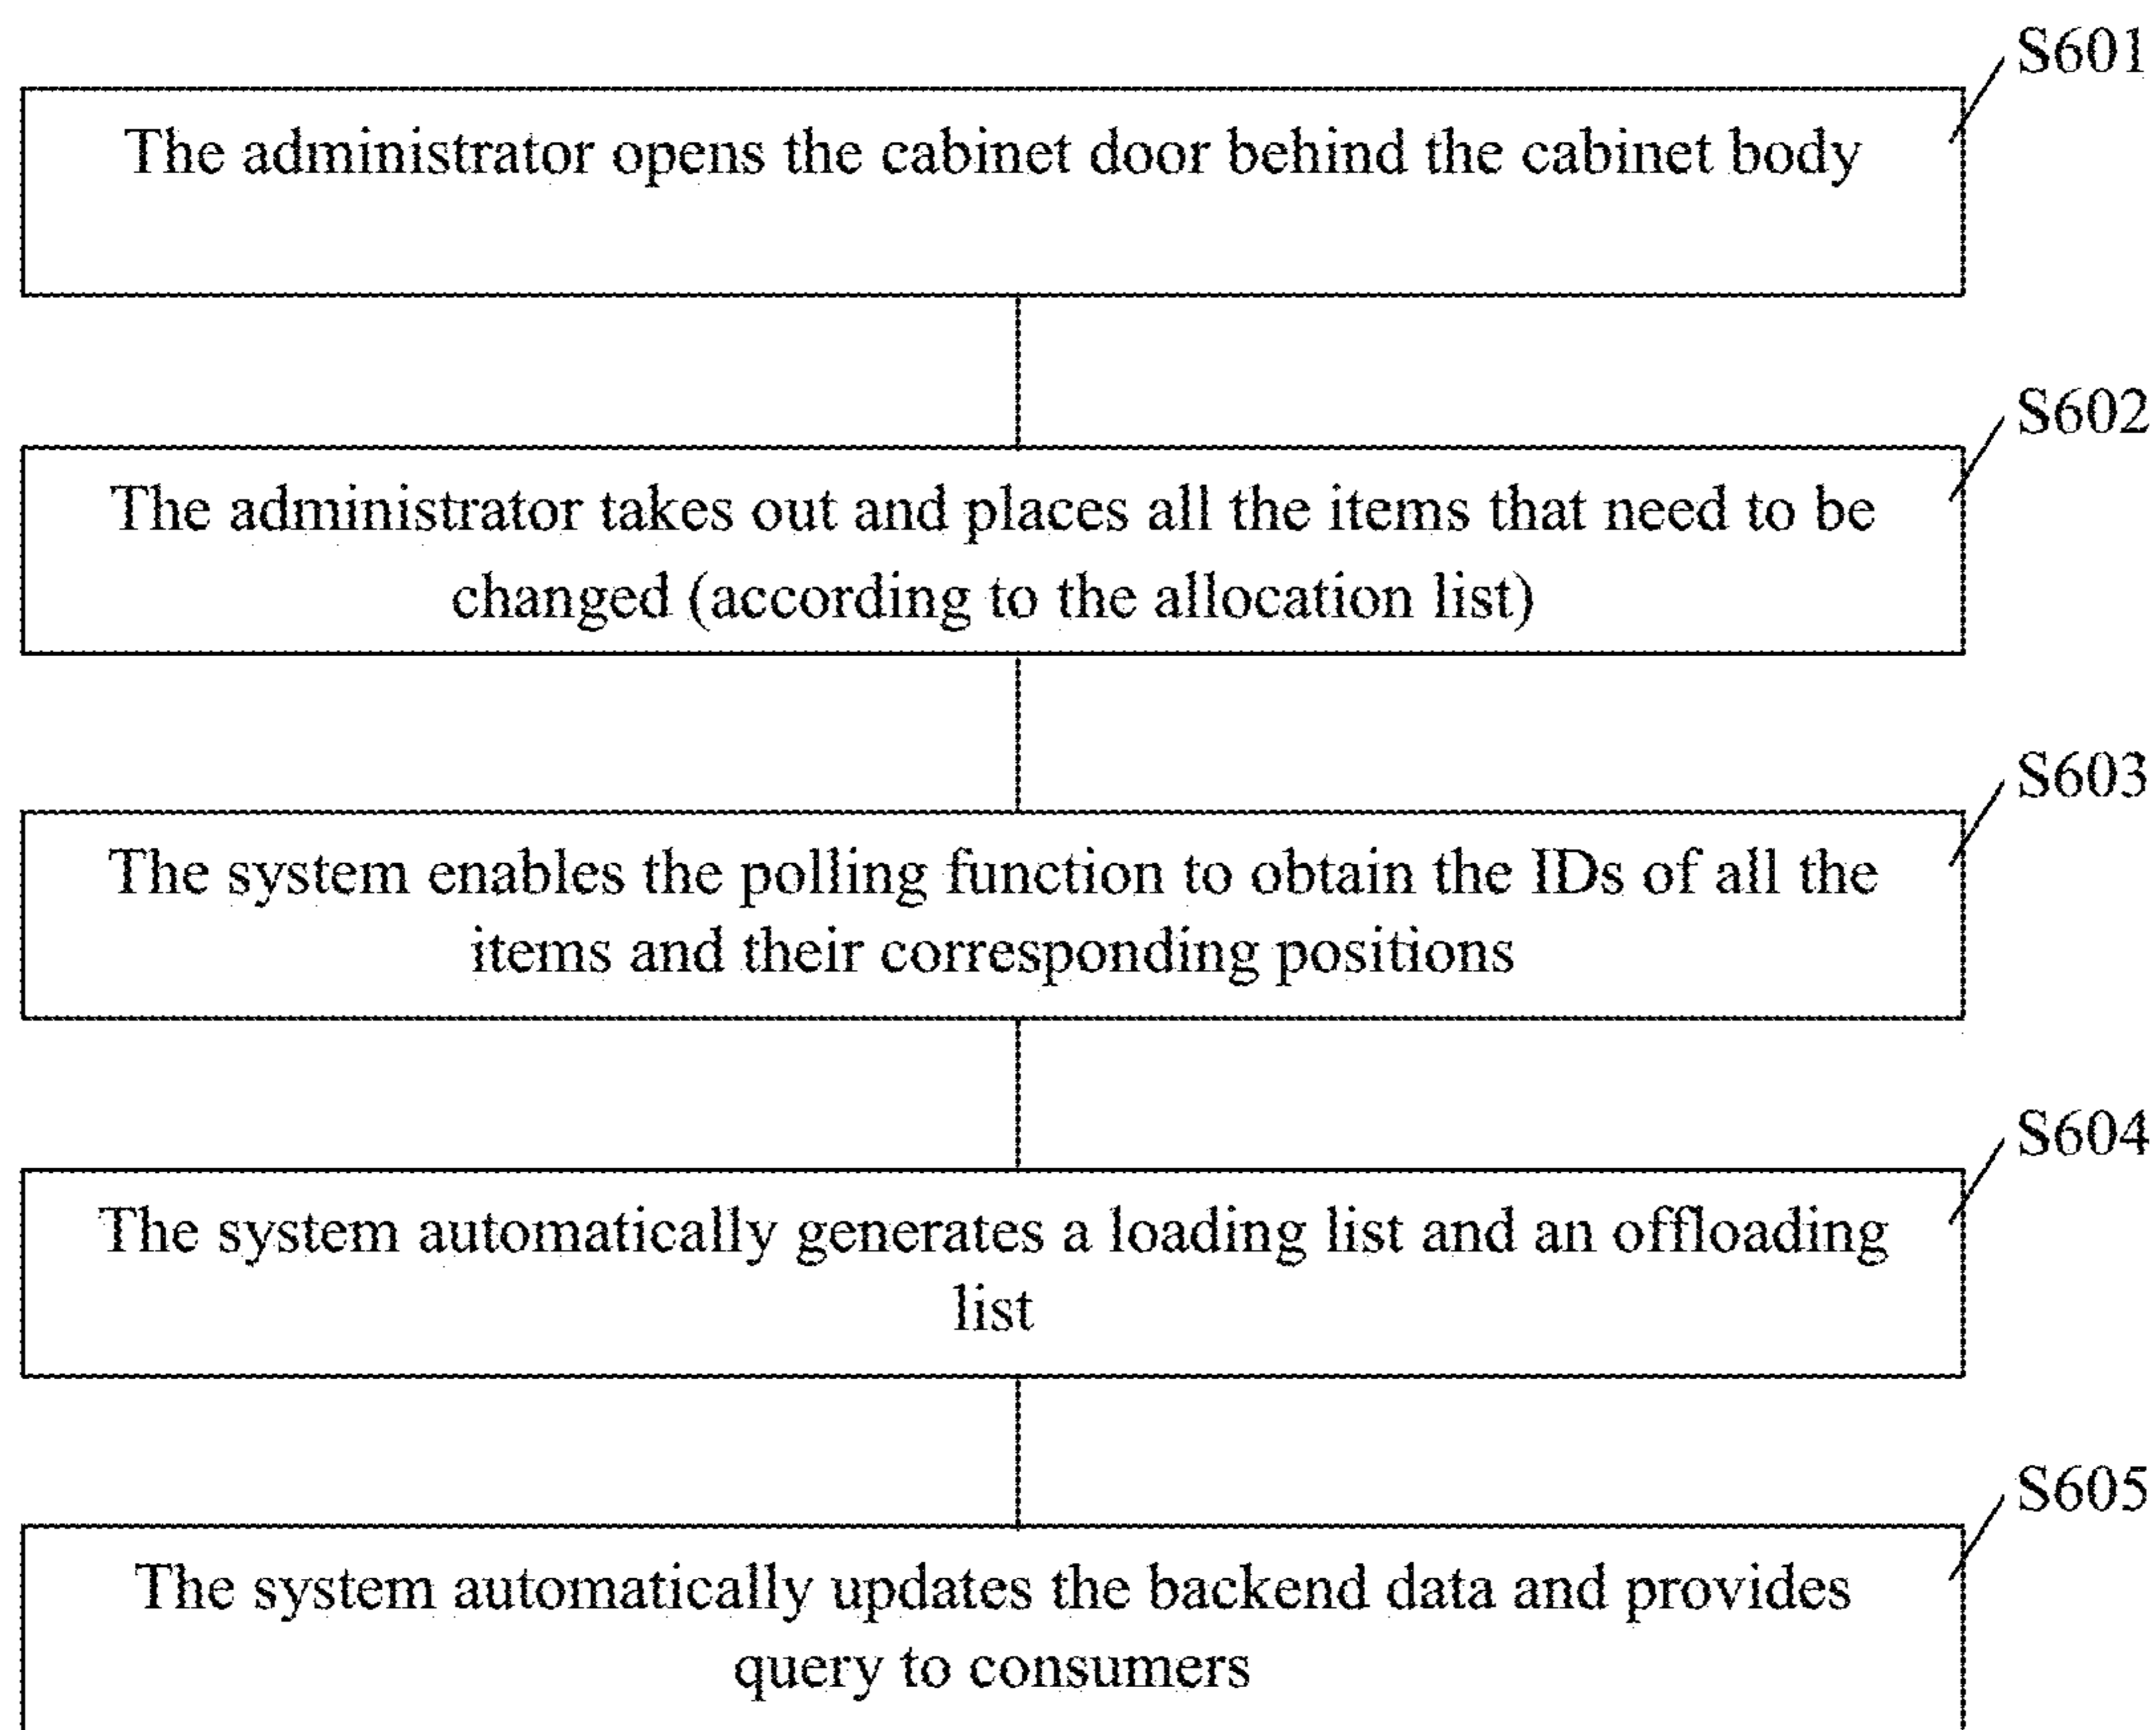 S601
The administrator opens the cabinet door behind the cabinet body
S602
The administrator takes out and places all the items that need to be
changed (according to the allocation list)
S603
The system enables the polling function to obtain the IDs of all the
items and their corresponding positions
S604
The system automatically generates a loading list and an offloading
list
S605
The system automatically updates the backend data and provides
query to consumers